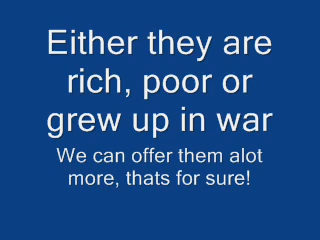 Either they are
rich, poor or
grew up in war
We can offer them alot
more, thats for sure!